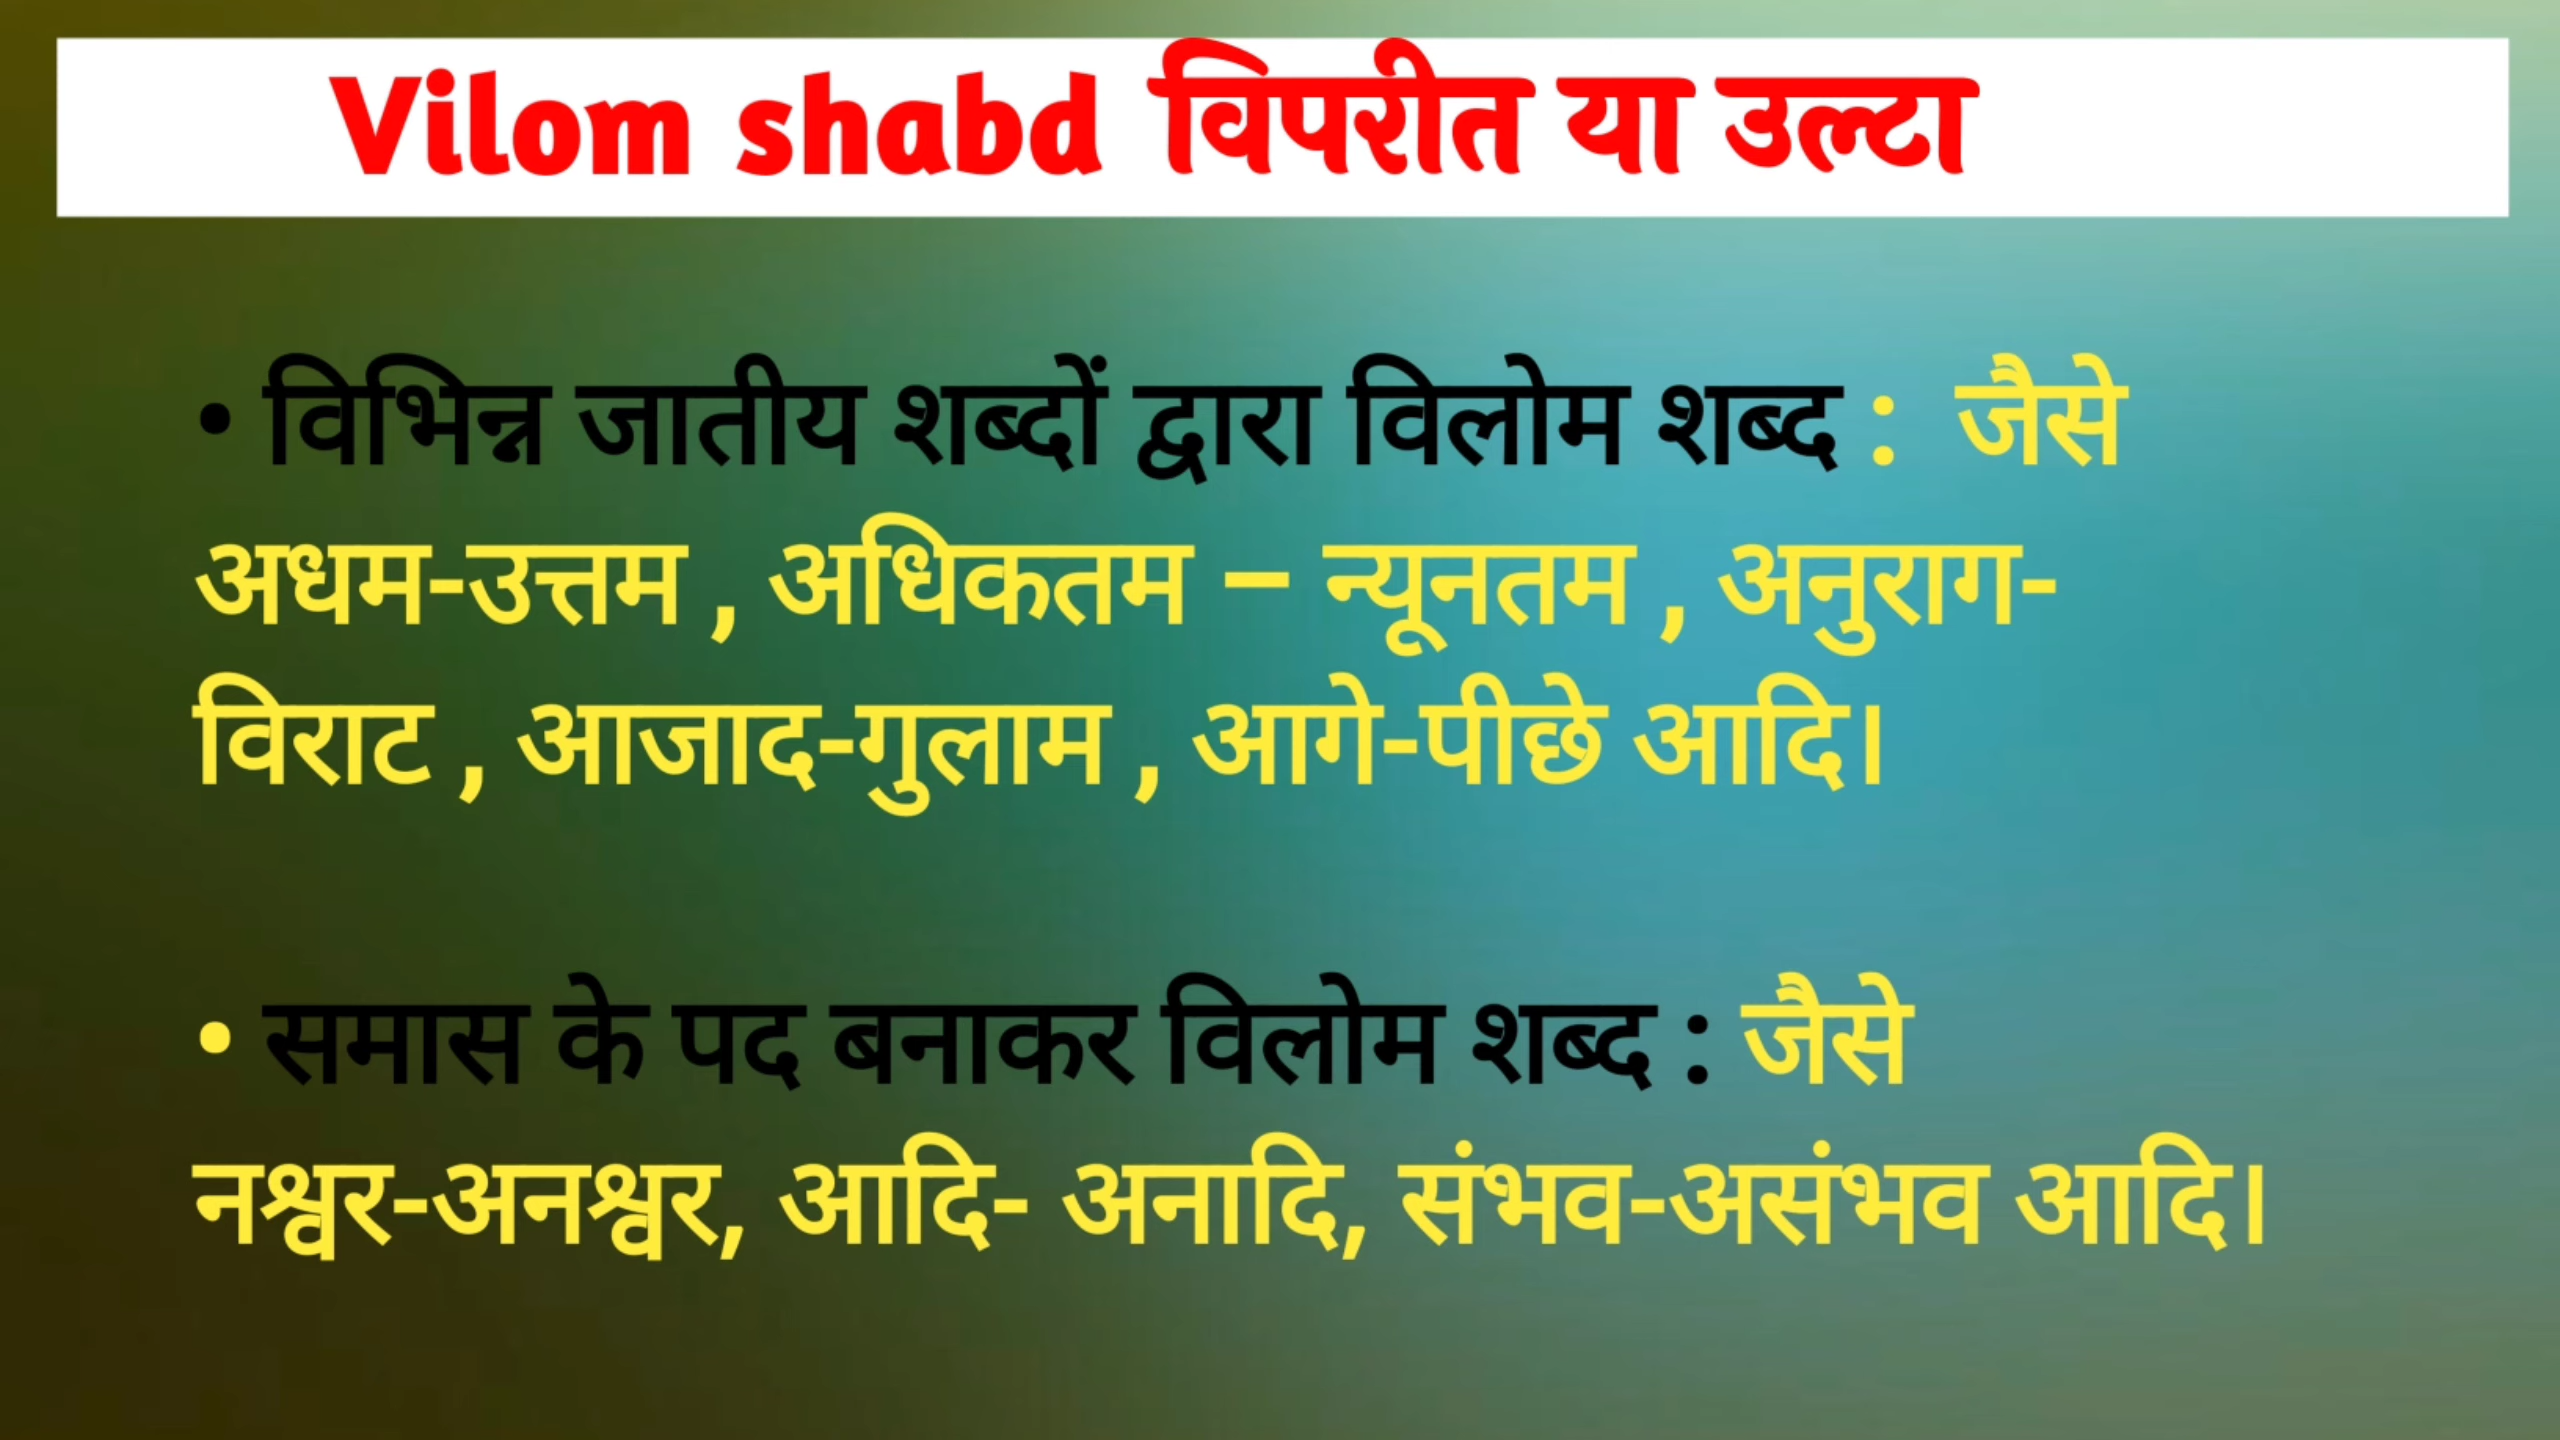 Vilom shabd विपरीत या उल्टा
• विभिन्न जातीय शब्दों द्वारा विलोम शब्द : जैसे
अधम-उत्तम , अधिकतम – न्यूनतम , अनुराग-
विराट , आजाद-गुलाम , आगे-पीछे आदि।
• समास के पद बनाकर विलोम शब्द : जैसे
नश्वर-अनश्वर, आदि- अनादि, संभव-असंभव आदि।